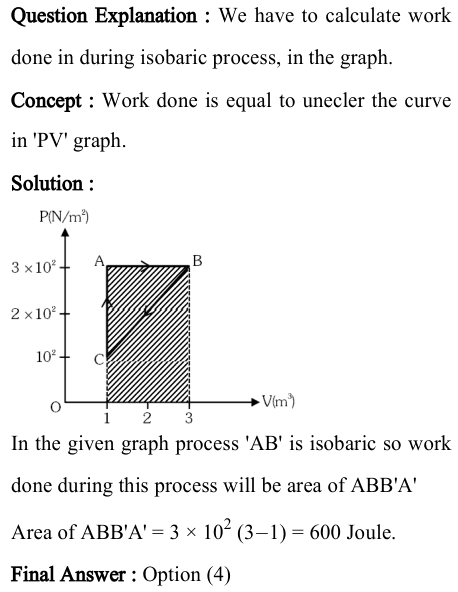 Question Explanation : We have to calculate work
done in during isobaric process, in the graph.
Concept : Work done is equal to unecler the curve
in 'PV' graph.
Solution :
P(N/m²)
3 ×10²
A
B
2 ×10²
10²
C
O
1
2
3
V(m³)
In the given graph process 'AB' is isobaric so work
done during this process will be area of ABB'A'
Area of ABB'A' = 3 × 10² (3–1) = 600 Joule.
Final Answer : Option (4)